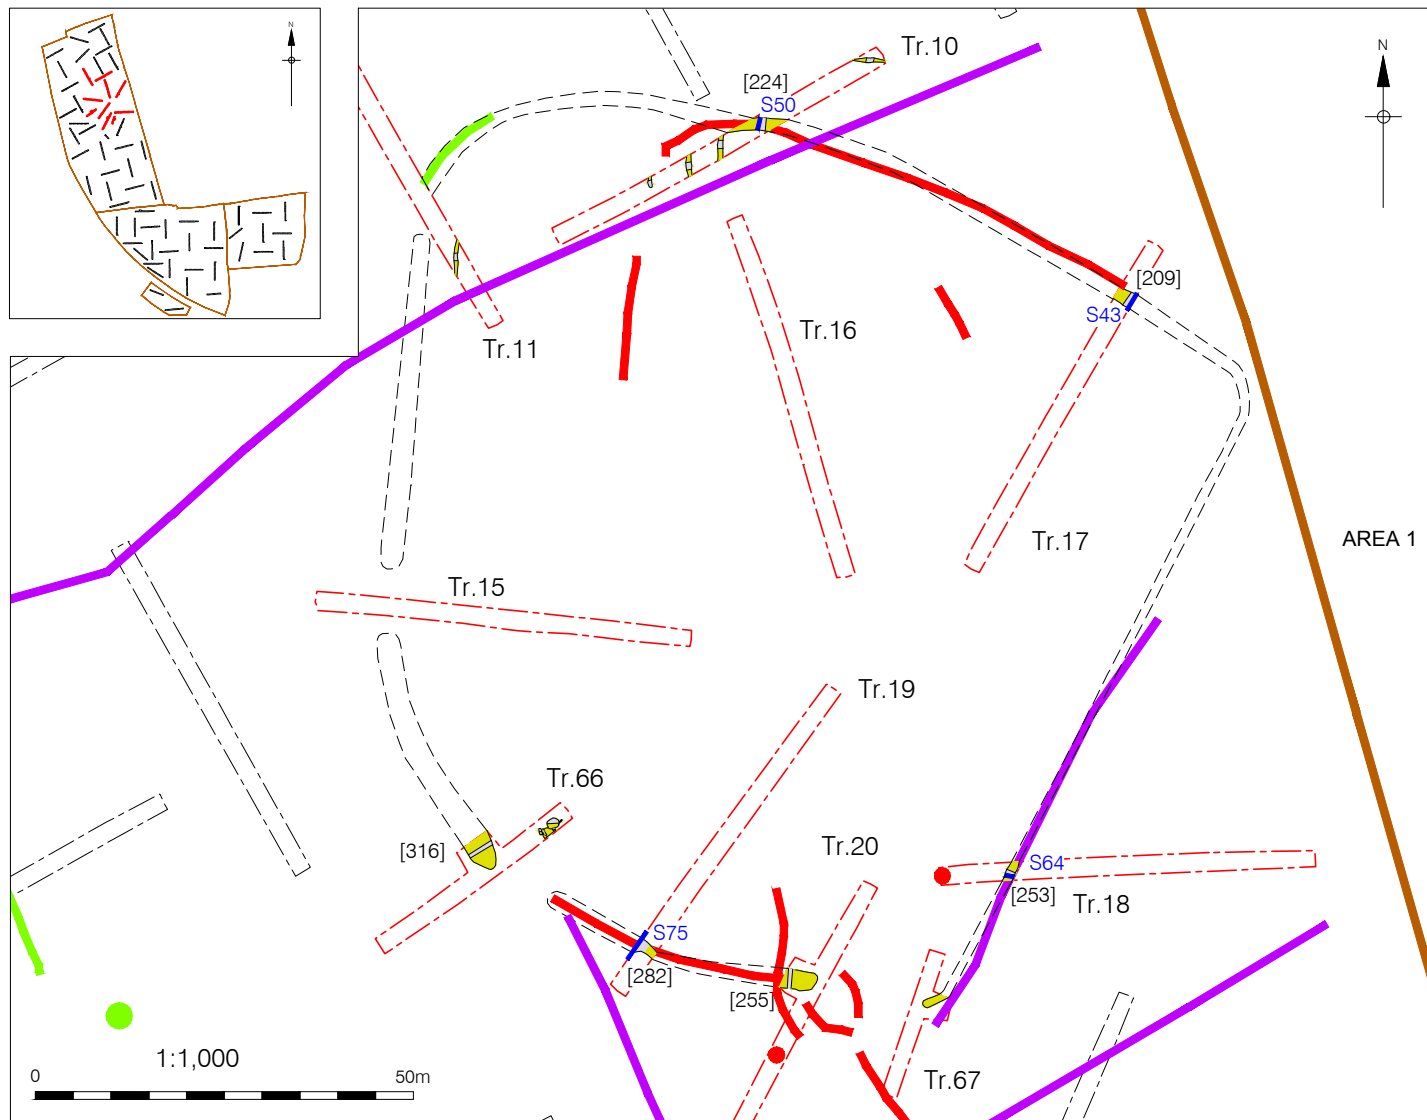 N
N
Tr.10
[224]
S50
[209]
S43
Tr.16
Tr.11
Tr.17
AREA 1
Tr.15
Tr.19
Tr.66
[316]
Tr.20
S64
[253]
Tr.18
S75
[282]
[255]
1:1,000
0
50m
Tr.67